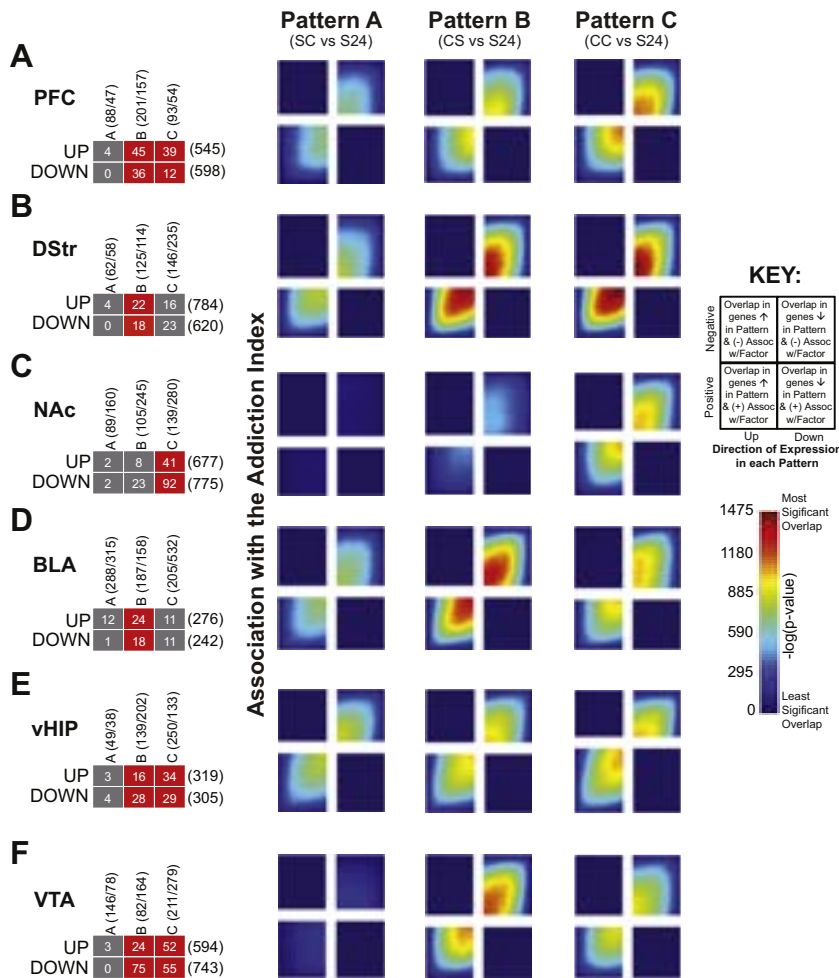 Pattern A
(SC vs S24)
Pattern B
(CS vs S24)
Pattern C
(CC vs S24)
Association with the Addiction Index
A
PFC
A (88/47)
B (201/157)
C (93/54)
UP 4 45 39 (545)
DOWN 0 36 12 (598)
B
DStr
A (62/58)
B (125/114)
C (146/235)
UP 4 22 16 (784)
DOWN 0 18 23 (620)
C
NAc
A (89/160)
B (105/245)
C (139/280)
UP 2 8 41 (677)
DOWN 2 23 92 (775)
D
BLA
A (288/315)
B (187/158)
C (205/532)
UP 12 24 11 (276)
DOWN 1 18 11 (242)
E
vHIP
A (49/38)
B (139/202)
C (250/133)
UP 3 16 34 (319)
DOWN 4 28 29 (305)
F
VTA
A (146/78)
B (82/164)
C (211/279)
UP 3 24 52 (594)
DOWN 0 75 55 (743)
KEY:
Negative
Overlap in
genes ↑
in Pattern
& (-) Assoc
w/Factor
Overlap in
genes ↓
in Pattern
& (-) Assoc
w/Factor
Positive
Overlap in
genes ↑
in Pattern
& (+) Assoc
w/Factor
Overlap in
genes ↓
in Pattern
& (+) Assoc
w/Factor
Up Down
Direction of Expression
in each Pattern
1475
1180
885
590
295
0
-log(p-value)
Most
Sigificant
Overlap
Least
Sigificant
Overlap